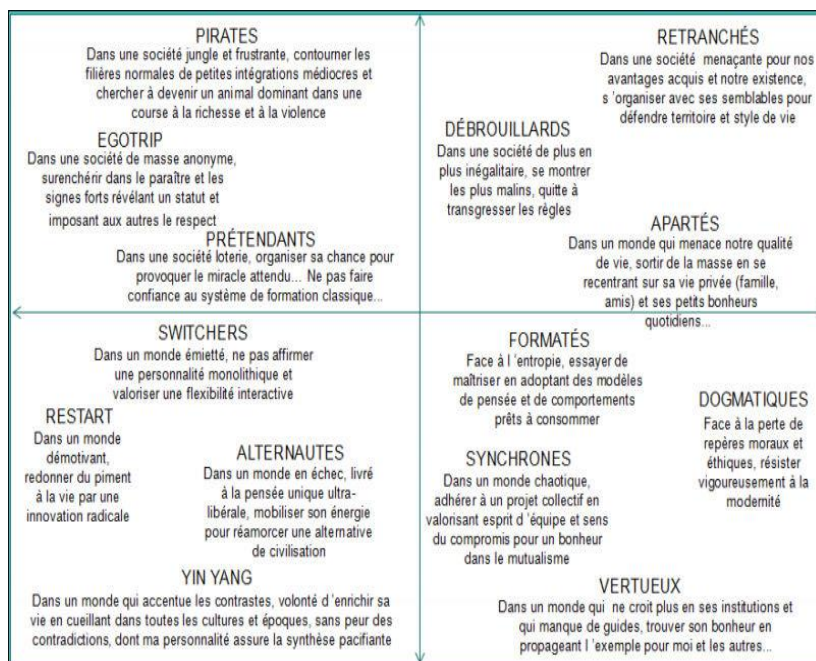 PIRATES
Dans une société jungle et frustrante, contourner les
filières normales de petites intégrations médiocres et
chercher à devenir un animal dominant dans une
course à la richesse et à la violence
EGOTRIP
Dans une société de masse anonyme,
surenchérir dans le paraître et les
signes forts révélant un statut et
imposant aux autres le respect
PRÉTENDANTS
Dans une société loterie, organiser sa chance pour
provoquer le miracle attendu... Ne pas faire
confiance au système de formation classique...
RETRANCHÉS
Dans une société menaçante pour nos
avantages acquis et notre existence,
s 'organiser avec ses semblables pour
défendre territoire et style de vie
DÉBROUILLARDS
Dans une société de plus en
plus inégalitaire, se montrer
les plus malins, quitte à
transgresser les règles
APARTÉS
Dans un monde qui menace notre qualité
de vie, sortir de la masse en se
recentrant sur sa vie privée (famille,
amis) et ses petits bonheurs
quotidiens...
SWITCHERS
Dans un monde émietté, ne pas affirmer
une personnalité monolithique et
valoriser une flexibilité interactive
RESTART
Dans un monde
démotivant,
redonner du piment
à la vie par une
innovation radicale
ALTERNAUTES
Dans un monde en échec, livré
à la pensée unique ultra-
libérale, mobiliser son énergie
pour réamorcer une alternative
de civilisation
YIN YANG
Dans un monde qui accentue les contrastes, volonté d 'enrichir sa
vie en cueillant dans toutes les cultures et époques, sans peur des
contradictions, dont ma personnalité assure la synthèse pacifiante
FORMATÉS
Face à l 'entropie, essayer de
maîtriser en adoptant des modèles
de pensée et de comportements
prêts à consommer
DOGMATIQUES
Face à la perte de
repères moraux et
éthiques, résister
vigoureusement à la
modernité
SYNCHRONES
Dans un monde chaotique,
adhérer à un projet collectif en
valorisant esprit d 'équipe et sens
du compromis pour un bonheur
dans le mutualisme
VERTUEUX
Dans un monde qui ne croit plus en ses institutions et
qui manque de guides, trouver son bonheur en
propageant l 'exemple pour moi et les autres...